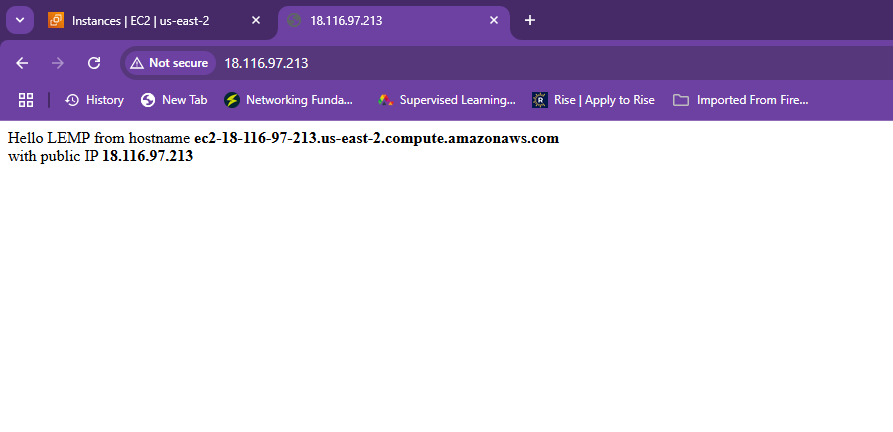 Instances | EC2 | us-east-2
18.116.97.213
Not secure
18.116.97.213
History
New Tab
Networking Funda...
Supervised Learning...
Rise | Apply to Rise
Imported From Fire...
Hello LEMP from hostname ec2-18-116-97-213.us-east-2.compute.amazonaws.com
with public IP 18.116.97.213